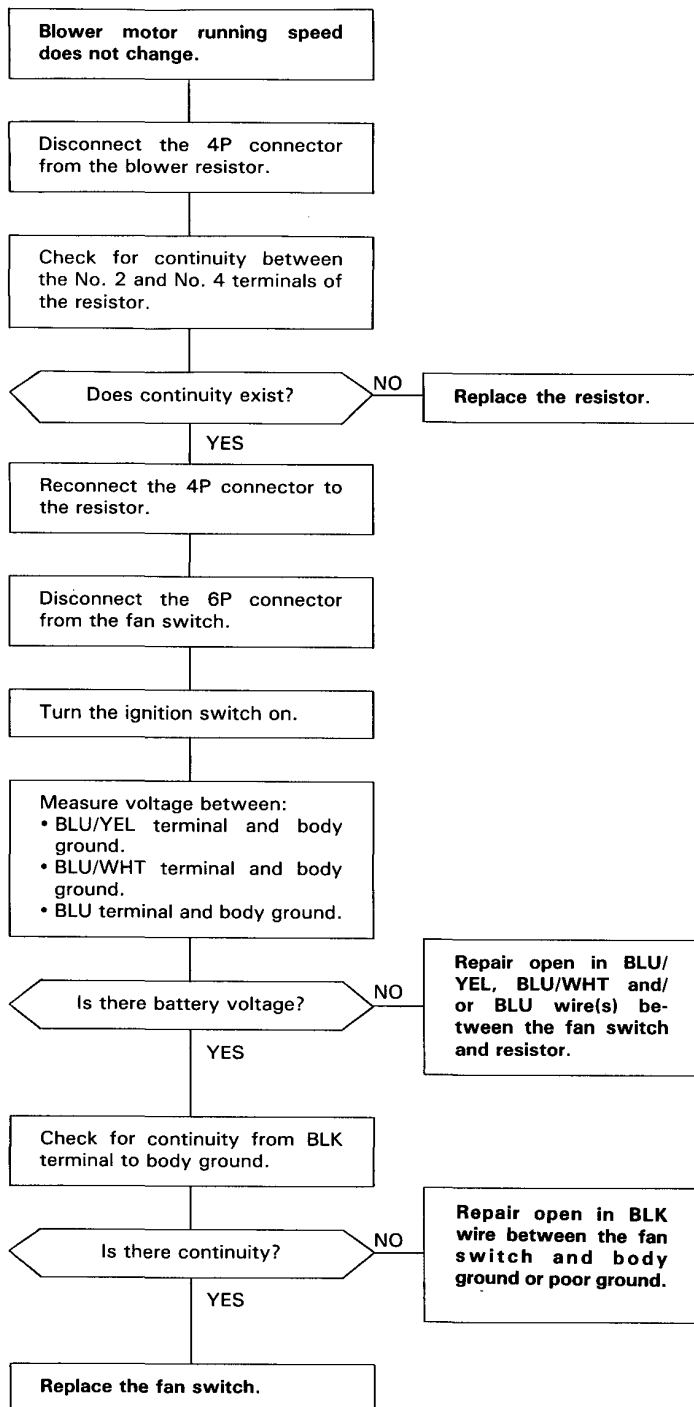 Blower motor running speed
does not change.
Disconnect the 4P connector
from the blower resistor.
Check for continuity between
the No. 2 and No. 4 terminals of
the resistor.
Does continuity exist?
NO
Replace the resistor.
YES
Reconnect the 4P connector to
the resistor.
Disconnect the 6P connector
from the fan switch.
Turn the ignition switch on.
Measure voltage between:
• BLU/YEL terminal and body
ground.
• BLU/WHT terminal and body
ground.
• BLU terminal and body ground.
Is there battery voltage?
NO
Repair open in BLU/
YEL, BLU/WHT and/
or BLU wire(s) be-
tween the fan switch
and resistor.
YES
Check for continuity from BLK
terminal to body ground.
Is there continuity?
NO
Repair open in BLK
wire between the fan
switch and body
ground or poor ground.
YES
Replace the fan switch.